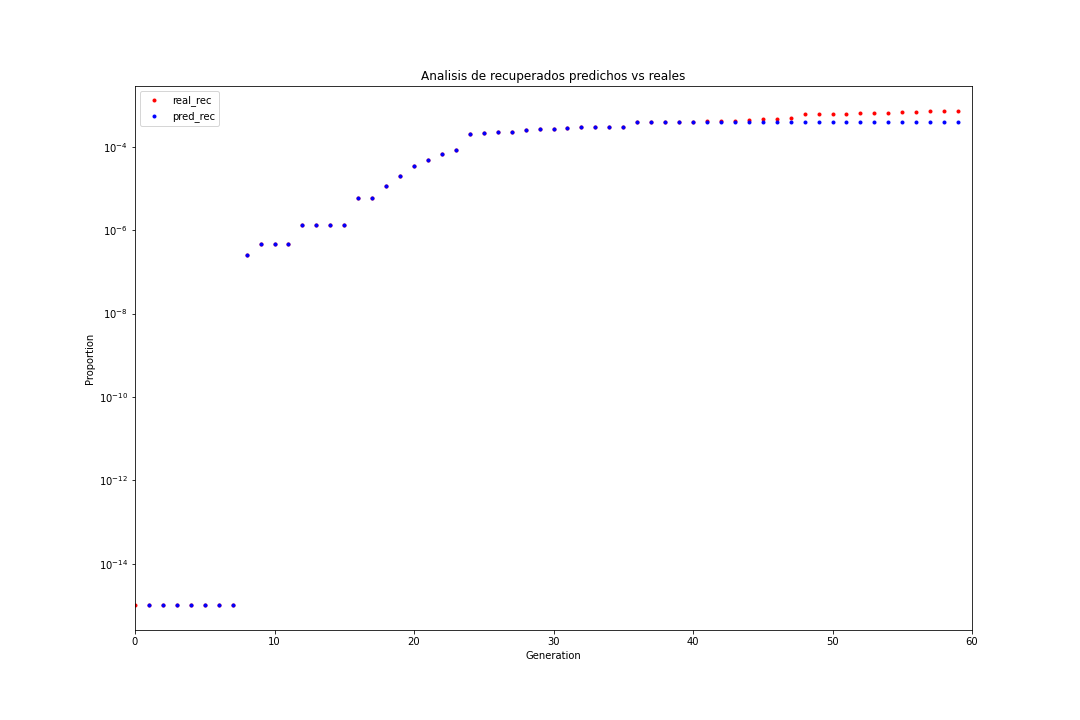 Analisis de recuperados predichos vs reales
real_rec
pred_rec
Proportion
10⁻⁴
10⁻⁶
10⁻⁸
10⁻¹⁰
10⁻¹²
10⁻¹⁴
0 10 20 30 40 50 60
Generation